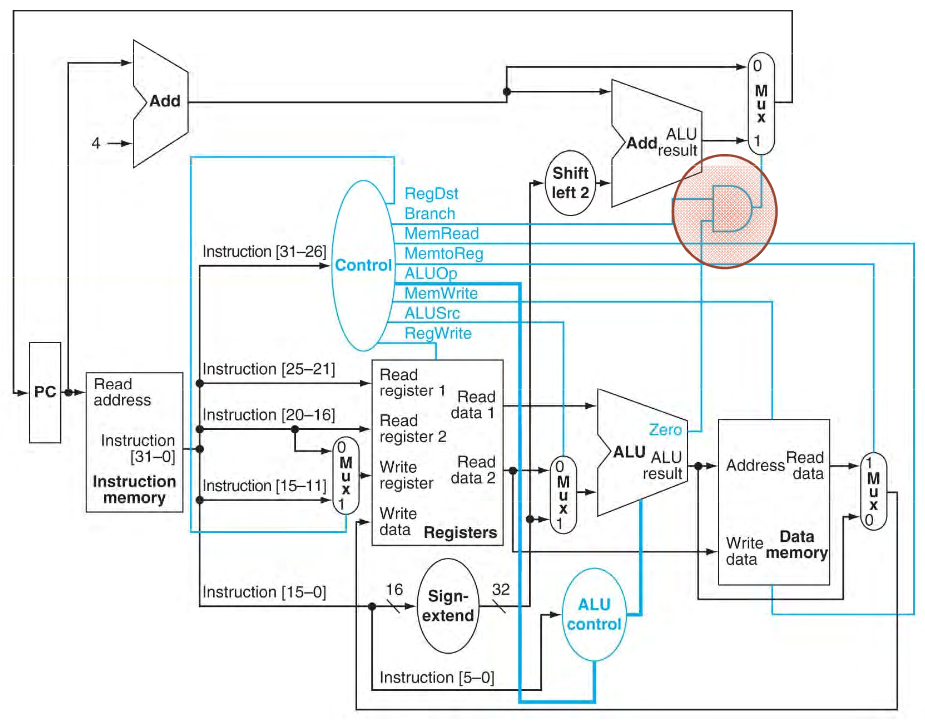 Add
4
0
M
u
x
1
Add
ALU
result
Shift
left 2
RegDst
Branch
MemRead
MemtoReg
ALUOp
MemWrite
ALUSrc
RegWrite
Control
Instruction [31–26]
Instruction [25–21]
Instruction [20–16]
Instruction [15–11]
Instruction [15–0]
Instruction [5–0]
PC
Read
address
Instruction
[31–0]
Instruction
memory
0
M
u
x
1
Read
register 1
Read
register 2
Write
register
Write
data
Read
data 1
Read
data 2
Registers
0
M
u
x
1
Zero
ALU
ALU
result
Address
Read
data
Write
data
Data
memory
1
M
u
x
0
16
Sign-
extend
32
ALU
control